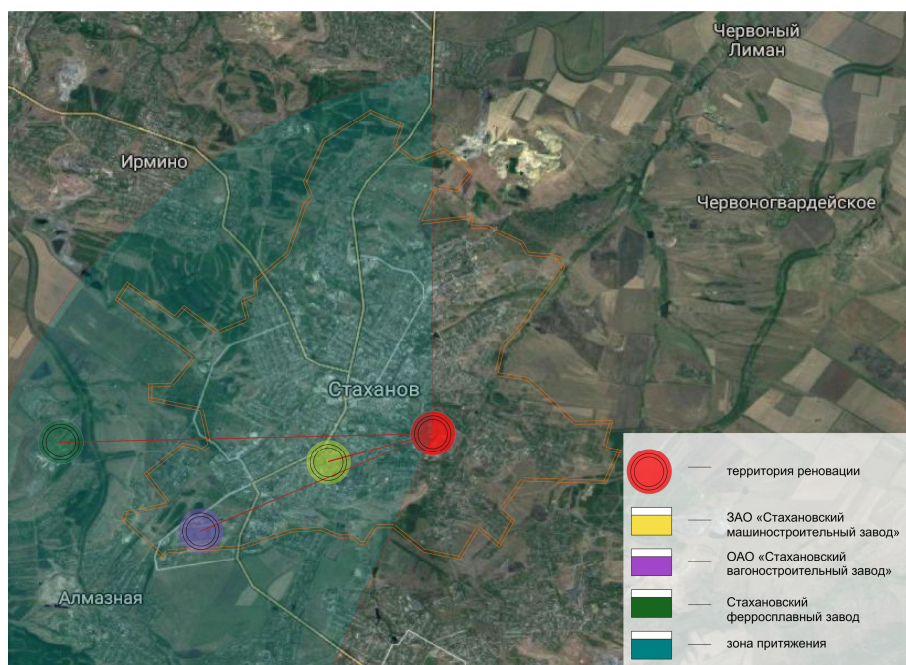 Червоный
Лиман
Ирмино
Червоногвардейское
Стаханов
Алмазная
территория реновации
ЗАО «Стахановский
машиностроительный завод»
ОАО «Стахановский
вагоностроительный завод»
Стахановский
ферросплавный завод
зона притяжения